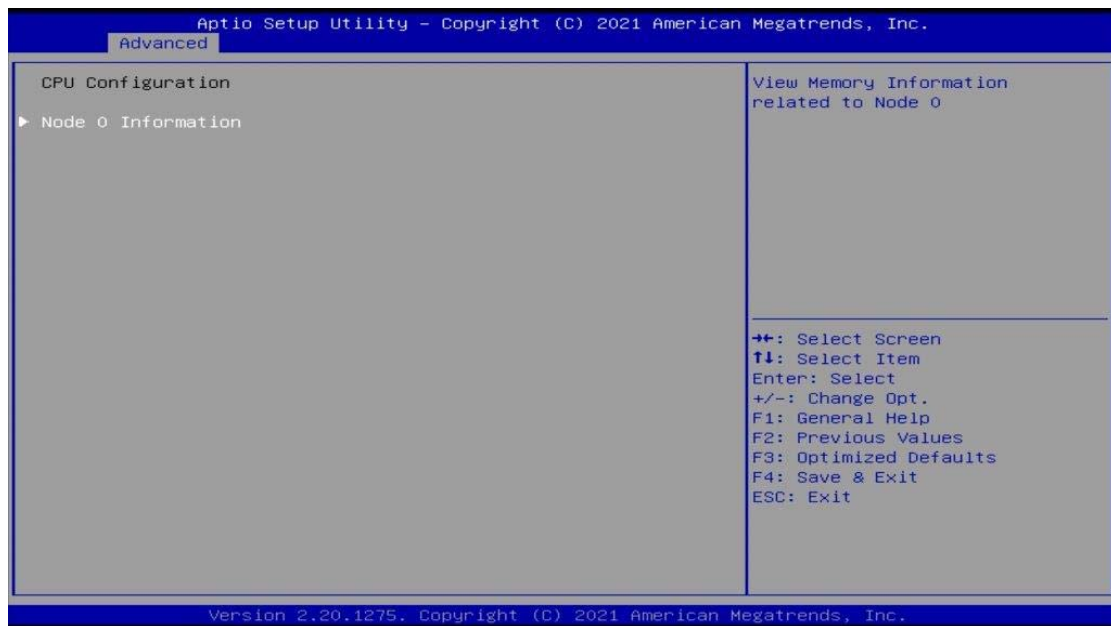 Aptio Setup Utility – Copyright (C) 2021 American Megatrends, Inc.
Advanced
CPU Configuration
▶ Node 0 Information
View Memory Information
related to Node 0
→←: Select Screen
↑↓: Select Item
Enter: Select
+/-: Change Opt.
F1: General Help
F2: Previous Values
F3: Optimized Defaults
F4: Save & Exit
ESC: Exit
Version 2.20.1275. Copyright (C) 2021 American Megatrends, Inc.